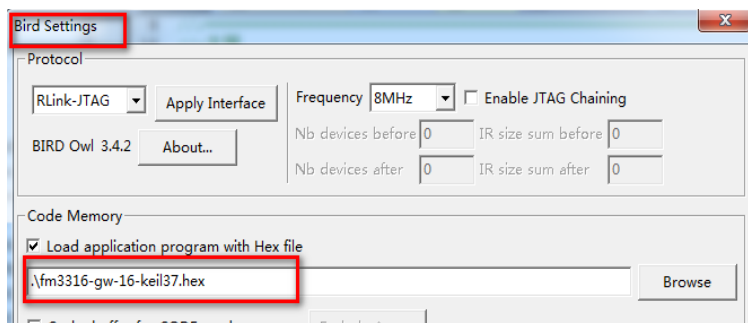 Bird Settings
Protocol
RLink-JTAG
Apply Interface
Frequency 8MHz
Enable JTAG Chaining
Nb devices before 0
IR size sum before 0
BIRD Owl 3.4.2
About...
Nb devices after 0
IR size sum after 0
Code Memory
Load application program with Hex file
.\fm3316-gw-16-keil37.hex
Browse